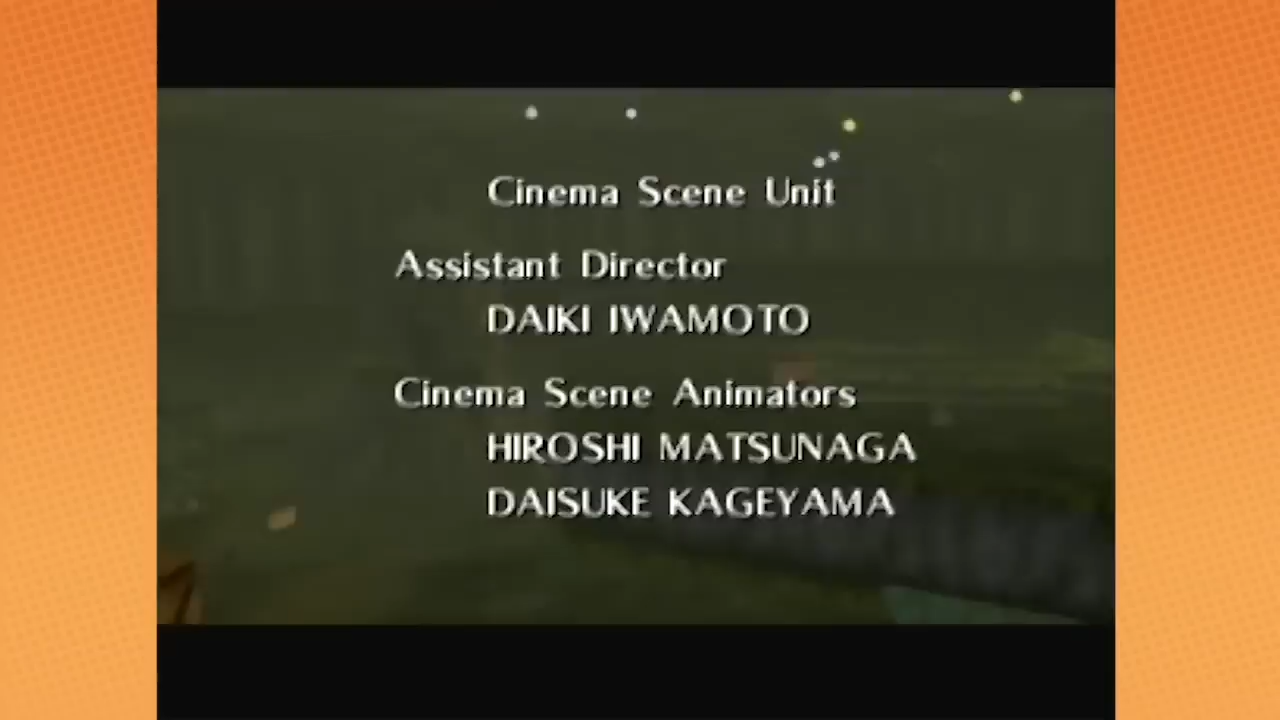 Cinema Scene Unit
Assistant Director
DAIKI IWAMOTO
Cinema Scene Animators
HIROSHI MATSUNAGA
DAISUKE KAGEYAMA